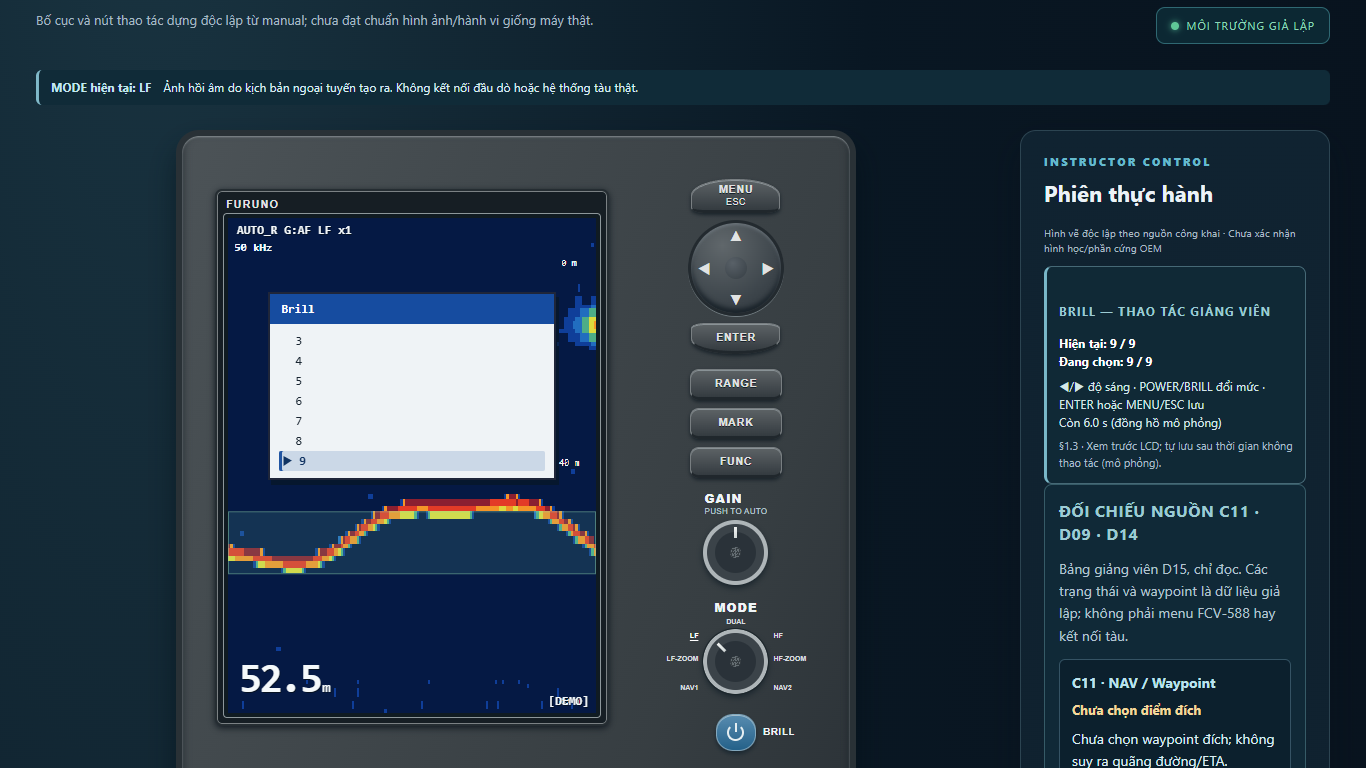 Bố cục và nút thao tác dựng độc lập từ manual; chưa đạt chuẩn hình ảnh/hành vi giống máy thật.
MÔI TRƯỜNG GIẢ LẬP
MODE hiện tại: LF Ảnh hồi âm do kịch bản ngoại tuyến tạo ra. Không kết nối đầu dò hoặc hệ thống tàu thật.
FURUNO
AUTO_R G:AF LF x1
50 kHz
0 m
Brill
3
4
5
6
7
8
▶ 9
40 m
52.5m
[DEMO]
MENU
ESC
▲
◀ ▶
▼
ENTER
RANGE
MARK
FUNC
GAIN
PUSH TO AUTO
MODE
DUAL
LF HF
LF-ZOOM HF-ZOOM
NAV1 NAV2
BRILL
INSTRUCTOR CONTROL
Phiên thực hành
Hình vẽ độc lập theo nguồn công khai · Chưa xác nhận
hình học/phần cứng OEM
BRILL — THAO TÁC GIẢNG VIÊN
Hiện tại: 9 / 9
Đang chọn: 9 / 9
◀/▶ độ sáng · POWER/BRILL đổi mức ·
ENTER hoặc MENU/ESC lưu
Còn 6.0 s (đồng hồ mô phỏng)
§1.3 · Xem trước LCD; tự lưu sau thời gian không
thao tác (mô phỏng).
ĐỐI CHIẾU NGUỒN C11 ·
D09 · D14
Bảng giảng viên D15, chỉ đọc. Các
trạng thái và waypoint là dữ liệu giả
lập; không phải menu FCV-588 hay
kết nối tàu.
C11 · NAV / Waypoint
Chưa chọn điểm đích
Chưa chọn waypoint đích; không
suy ra quãng đường/ETA.